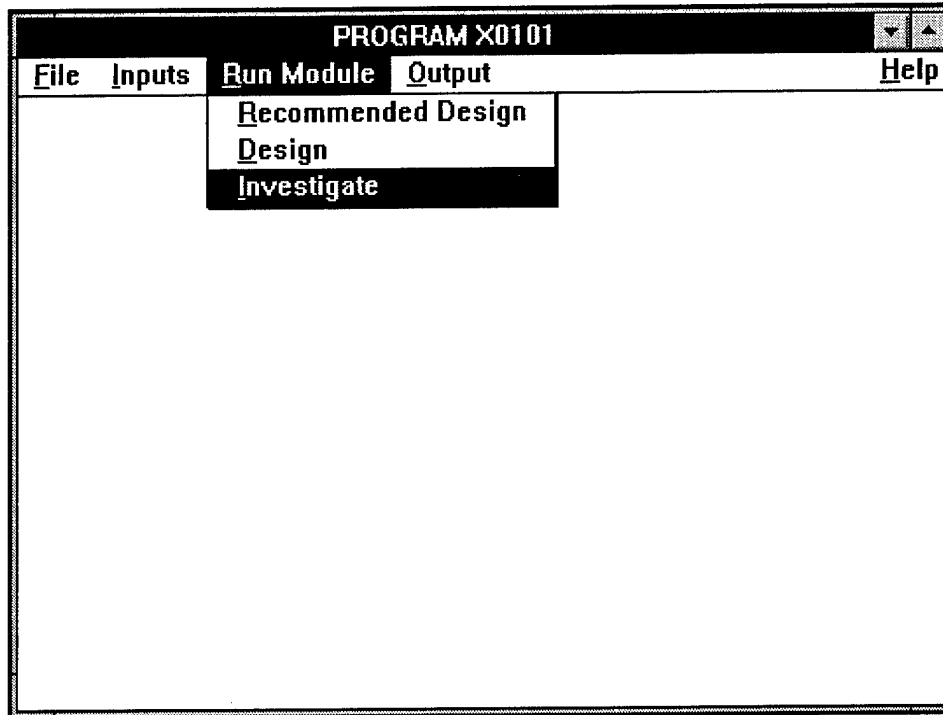 PROGRAM X0101
File Inputs Run Module Output Help
Recommended Design
Design
Investigate